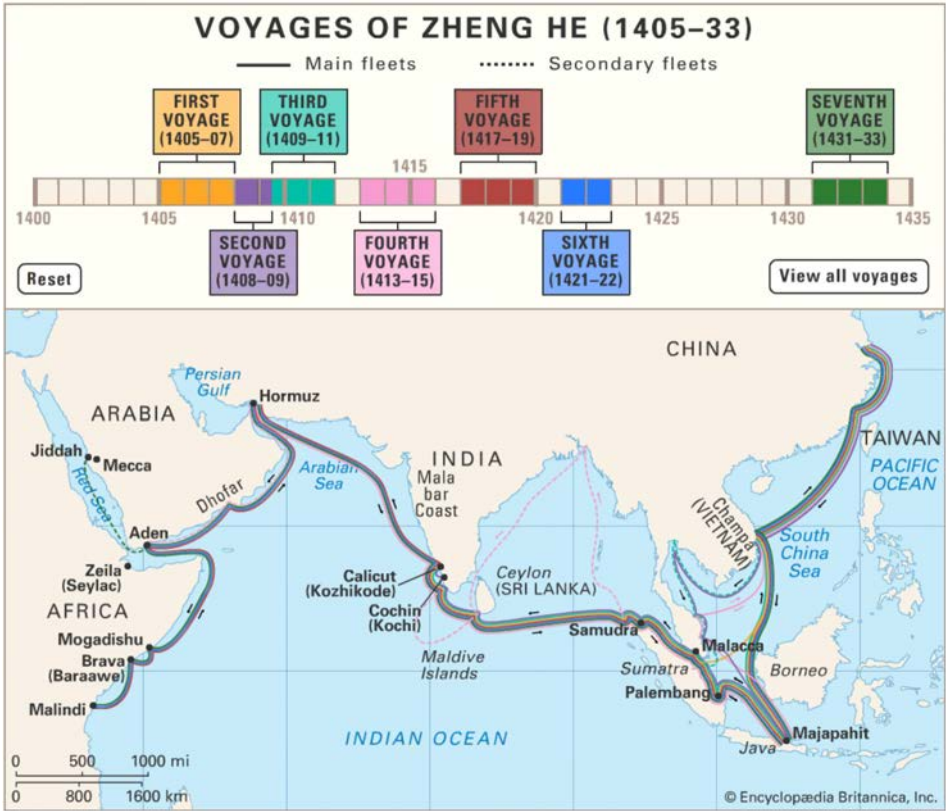 VOYAGES OF ZHENG HE (1405–33)
Main fleets
Secondary fleets
FIRST
VOYAGE
(1405–07)
THIRD
VOYAGE
(1409–11)
FIFTH
VOYAGE
(1417–19)
SEVENTH
VOYAGE
(1431–33)
1415
1400
1405
1410
1420
1425
1430
1435
SECOND
VOYAGE
(1408–09)
FOURTH
VOYAGE
(1413–15)
SIXTH
VOYAGE
(1421–22)
Reset
View all voyages
CHINA
Persian
Gulf
Hormuz
ARABIA
TAIWAN
Jiddah
Mecca
Red Sea
Arabian
Sea
INDIA
Mala
bar
Coast
PACIFIC
OCEAN
Dhofar
Champa
(VIETNAM)
Aden
South
China
Sea
Zeila
(Seylac)
Calicut
(Kozhikode)
Ceylon
(SRI LANKA)
AFRICA
Cochin
(Kochi)
Samudra
Mogadishu
Malacca
Brava
(Baraawe)
Maldive
Islands
Sumatra
Borneo
Palembang
Malindi
INDIAN OCEAN
Majapahit
Java
0 500 1000 mi
0 800 1600 km
© Encyclopædia Britannica, Inc.